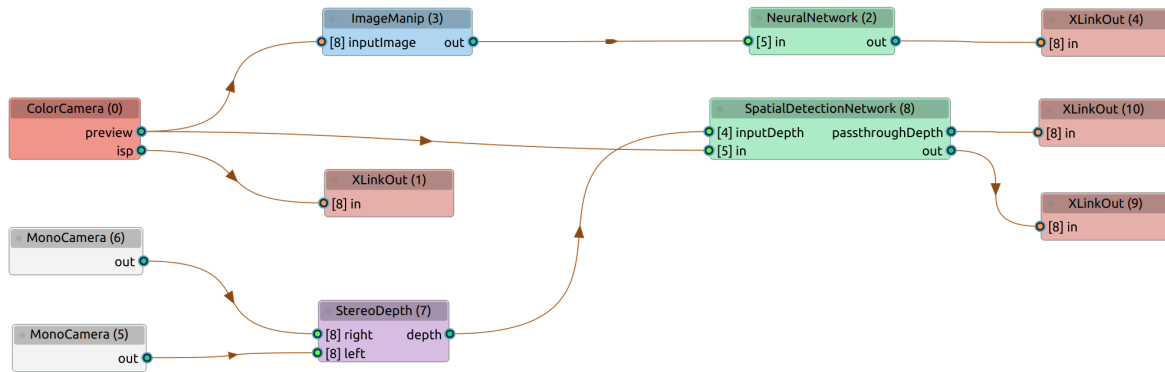 ImageManip (3)
[8] inputImage out
NeuralNetwork (2)
[5] in out
XLinkOut (4)
[8] in
ColorCamera (0)
preview
isp
SpatialDetectionNetwork (8)
[4] inputDepth passthroughDepth
[5] in out
XLinkOut (10)
[8] in
XLinkOut (1)
[8] in
XLinkOut (9)
[8] in
MonoCamera (6)
out
StereoDepth (7)
[8] right depth
[8] left
MonoCamera (5)
out